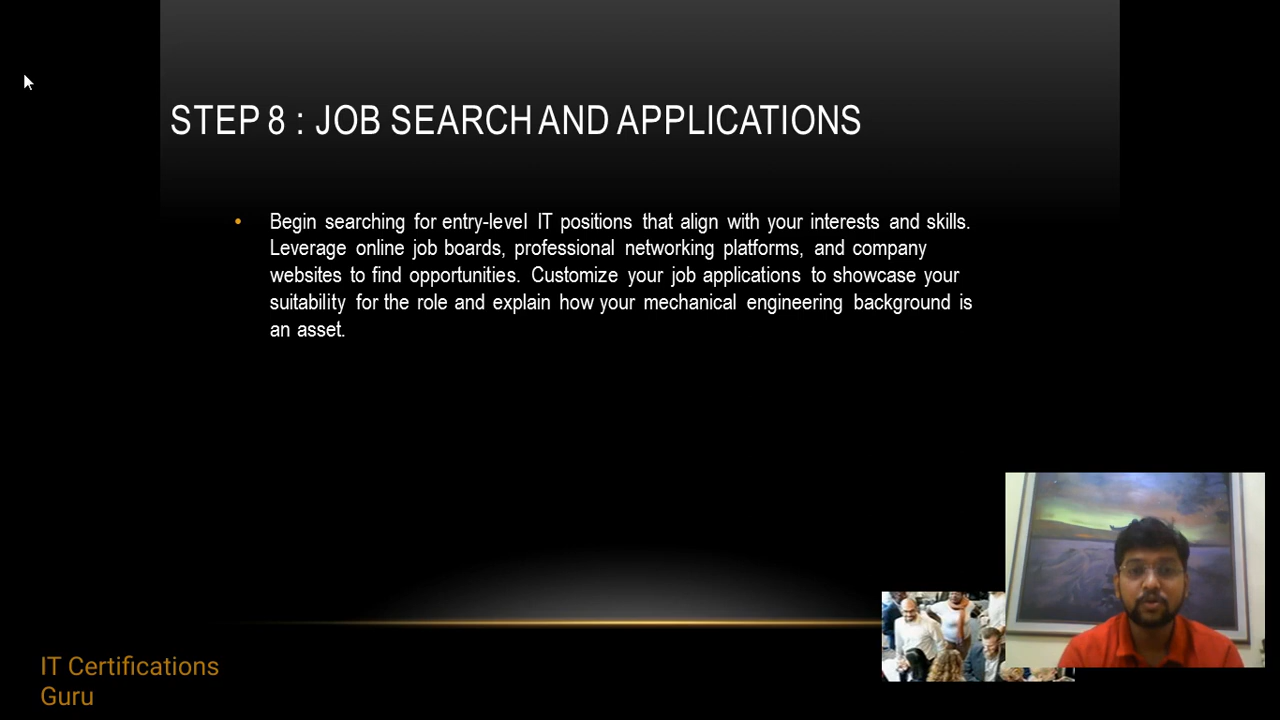 STEP 8 : JOB SEARCH AND APPLICATIONS
• Begin searching for entry-level IT positions that align with your interests and skills.
Leverage online job boards, professional networking platforms, and company
websites to find opportunities. Customize your job applications to showcase your
suitability for the role and explain how your mechanical engineering background is
an asset.
IT Certifications
Guru